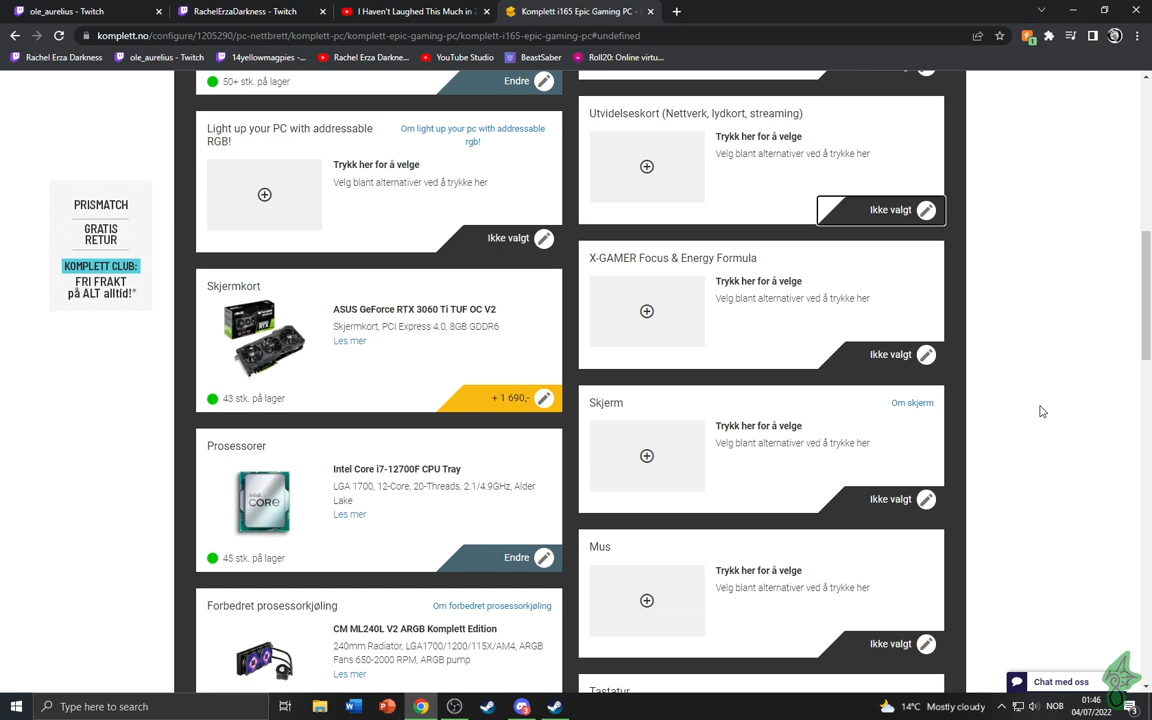 ole_aurelius - Twitch
RachelErzaDarkness - Twitch
I Haven't Laughed This Much in 2
Komplett i165 Epic Gaming PC -
komplett.no/configure/1205290/pc-nettbrett/komplett-epic-gaming-pc/komplett-i165-epic-gaming-pc#undefined
Rachel Erza Darkness
ole_aurelius - Twitch
14yellowmagpies -...
Rachel Erza Darkne...
YouTube Studio
BeastSaber
Roll20: Online virtu...
50+ stk. på lager
Endre
Light up your PC with addressable
RGB!
Om light up your pc with addressable
rgb!
Trykk her for å velge
Velg blant alternativer ved å trykke her
Ikke valgt
PRISMATCH
GRATIS
RETUR
KOMPLETT CLUB:
FRI FRAKT
på ALT alltid!*
Skjermkort
ASUS GeForce RTX 3060 Ti TUF OC V2
Skjermkort, PCI Express 4.0, 8GB GDDR6
Les mer
43 stk. på lager
+ 1 690,-
Prosessorer
Intel Core i7-12700F CPU Tray
LGA 1700, 12-Core, 20-Threads, 2.1/4.9GHz, Alder
Lake
Les mer
45 stk. på lager
Endre
Forbedret prosessorkjøling
Om forbedret prosessorkjøling
CM ML240L V2 ARGB Komplett Edition
240mm Radiator, LGA1700/1200/115X/AM4, ARGB
Fans 650-2000 RPM, ARGB pump
Les mer
Utvidelseskort (Nettverk, lydkort, streaming)
Trykk her for å velge
Velg blant alternativer ved å trykke her
Ikke valgt
X-GAMER Focus & Energy Formula
Trykk her for å velge
Velg blant alternativer ved å trykke her
Ikke valgt
Skjerm
Om skjerm
Trykk her for å velge
Velg blant alternativer ved å trykke her
Ikke valgt
Mus
Trykk her for å velge
Velg blant alternativer ved å trykke her
Ikke valgt
Tastatur
Chat med oss
Type here to search
14°C Mostly cloudy
NOB
01:46
04/07/2022
3